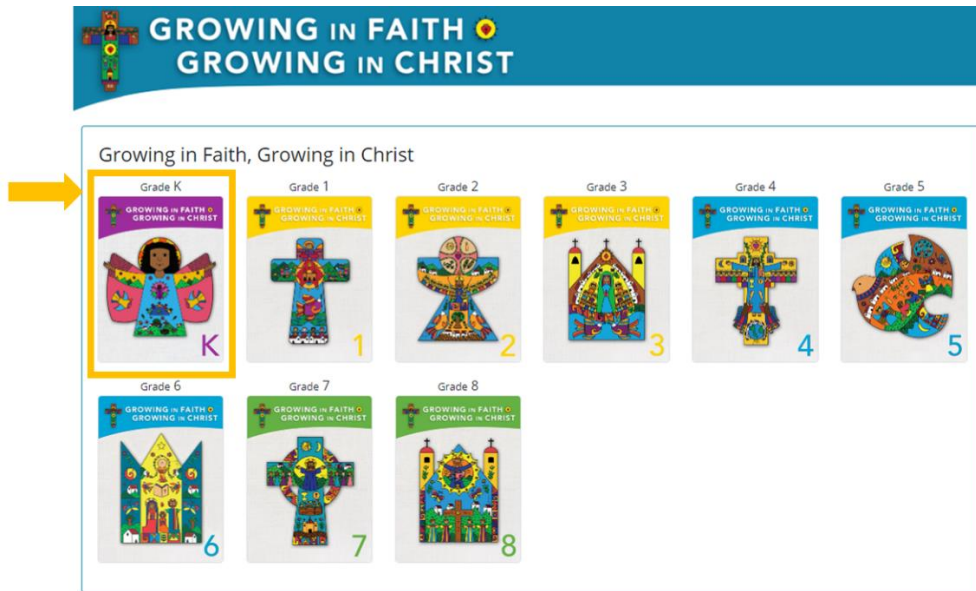 GROWING IN FAITH
GROWING IN CHRIST
Growing in Faith, Growing in Christ
Grade K
Grade 1
Grade 2
Grade 3
Grade 4
Grade 5
GROWING IN FAITH
GROWING IN CHRIST
K
GROWING IN FAITH
GROWING IN CHRIST
1
GROWING IN FAITH
GROWING IN CHRIST
2
GROWING IN FAITH
GROWING IN CHRIST
3
GROWING IN FAITH
GROWING IN CHRIST
4
GROWING IN FAITH
GROWING IN CHRIST
5
Grade 6
Grade 7
Grade 8
GROWING IN FAITH
GROWING IN CHRIST
6
GROWING IN FAITH
GROWING IN CHRIST
7
GROWING IN FAITH
GROWING IN CHRIST
8